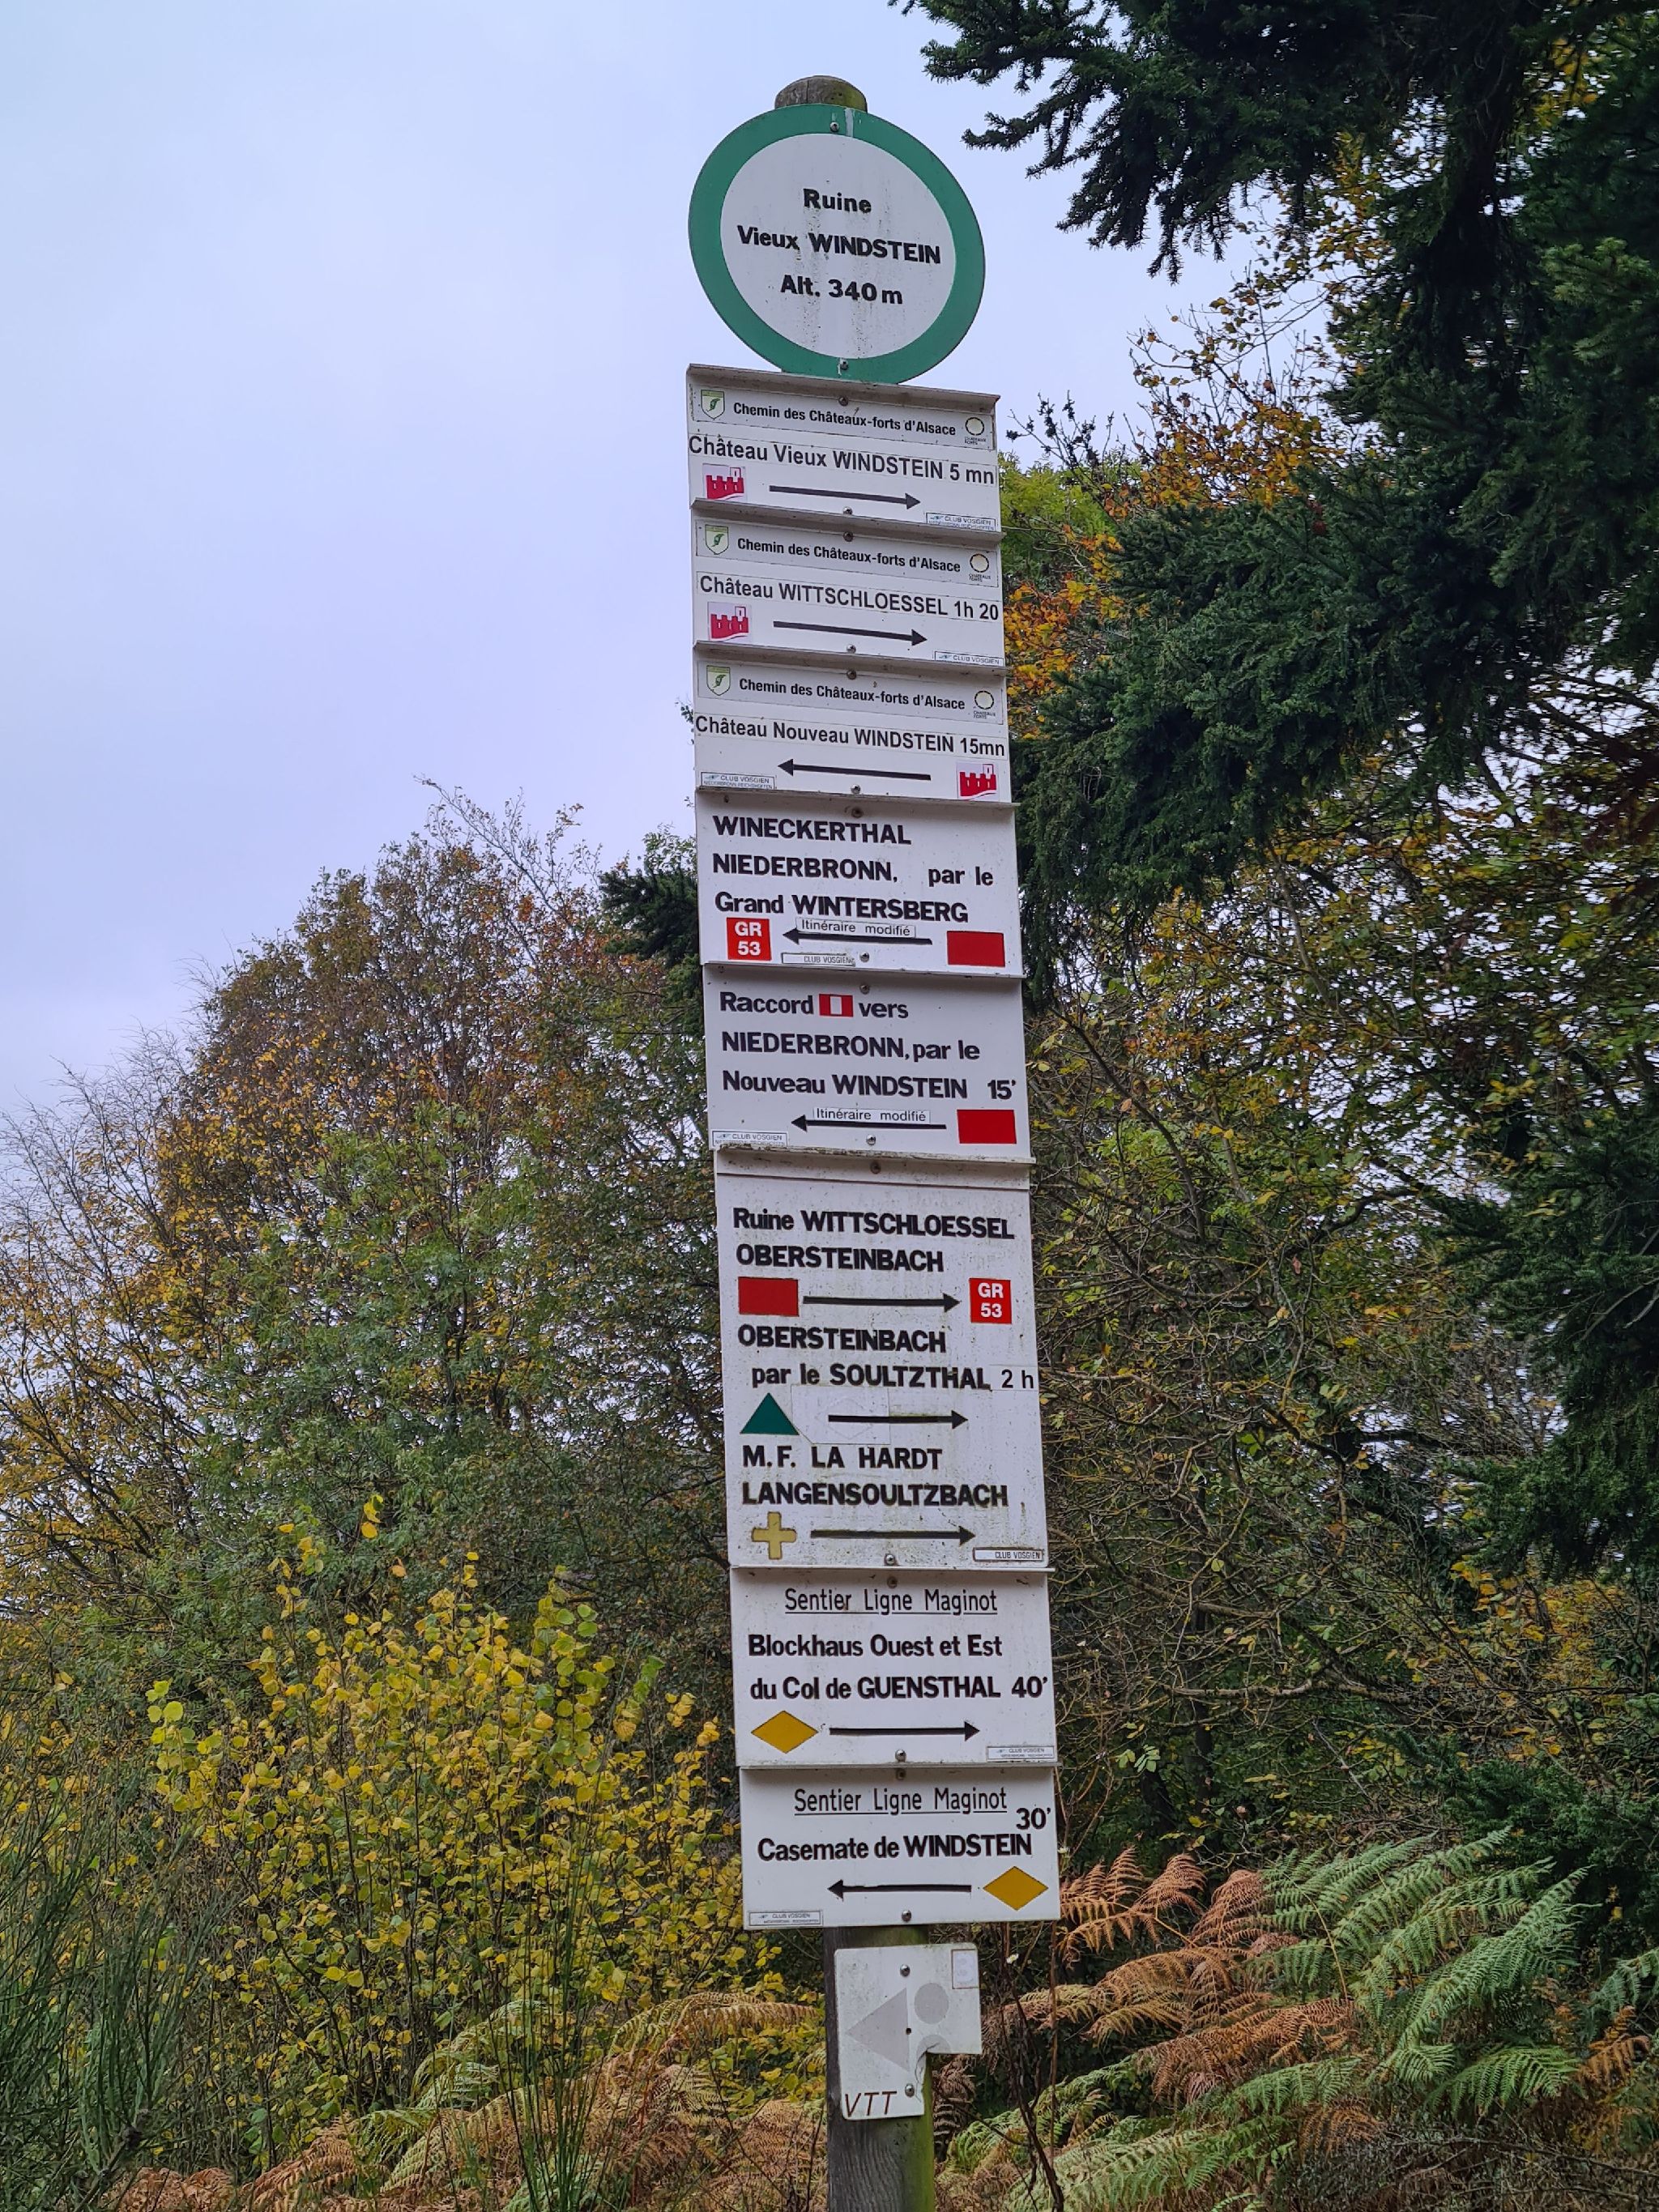 Ruine
Vieux WINDSTEIN
Alt. 340 m
Chemin des Châteaux-forts d'Alsace
Château Vieux WINDSTEIN 5 mn
CLUB VOSGIEN
Chemin des Châteaux-forts d'Alsace
Château WITTSCHLOESSEL 1h 20
CLUB VOSGIEN
Chemin des Châteaux-forts d'Alsace
Château Nouveau WINDSTEIN 15mn
CLUB VOSGIEN
WINECKERTHAL
NIEDERBRONN, par le
Grand WINTERSBERG
GR 
53
Itinéraire modifié
CLUB VOSGIEN
Raccord vers
NIEDERBRONN, par le
Nouveau WINDSTEIN 15'
Itinéraire modifié
CLUB VOSGIEN
Ruine WITTSCHLOESSEL
OBERSTEINBACH
GR
53
OBERSTEINBACH
par le SOULTZTHAL 2 h
M.F. LA HARDT
LANGENSOULTZBACH
CLUB VOSGIEN
Sentier Ligne Maginot
Blockhaus Ouest et Est
du Col de GUENSTHAL 40'
CLUB VOSGIEN
Sentier Ligne Maginot
30'
Casemate de WINDSTEIN
CLUB VOSGIEN
VTT